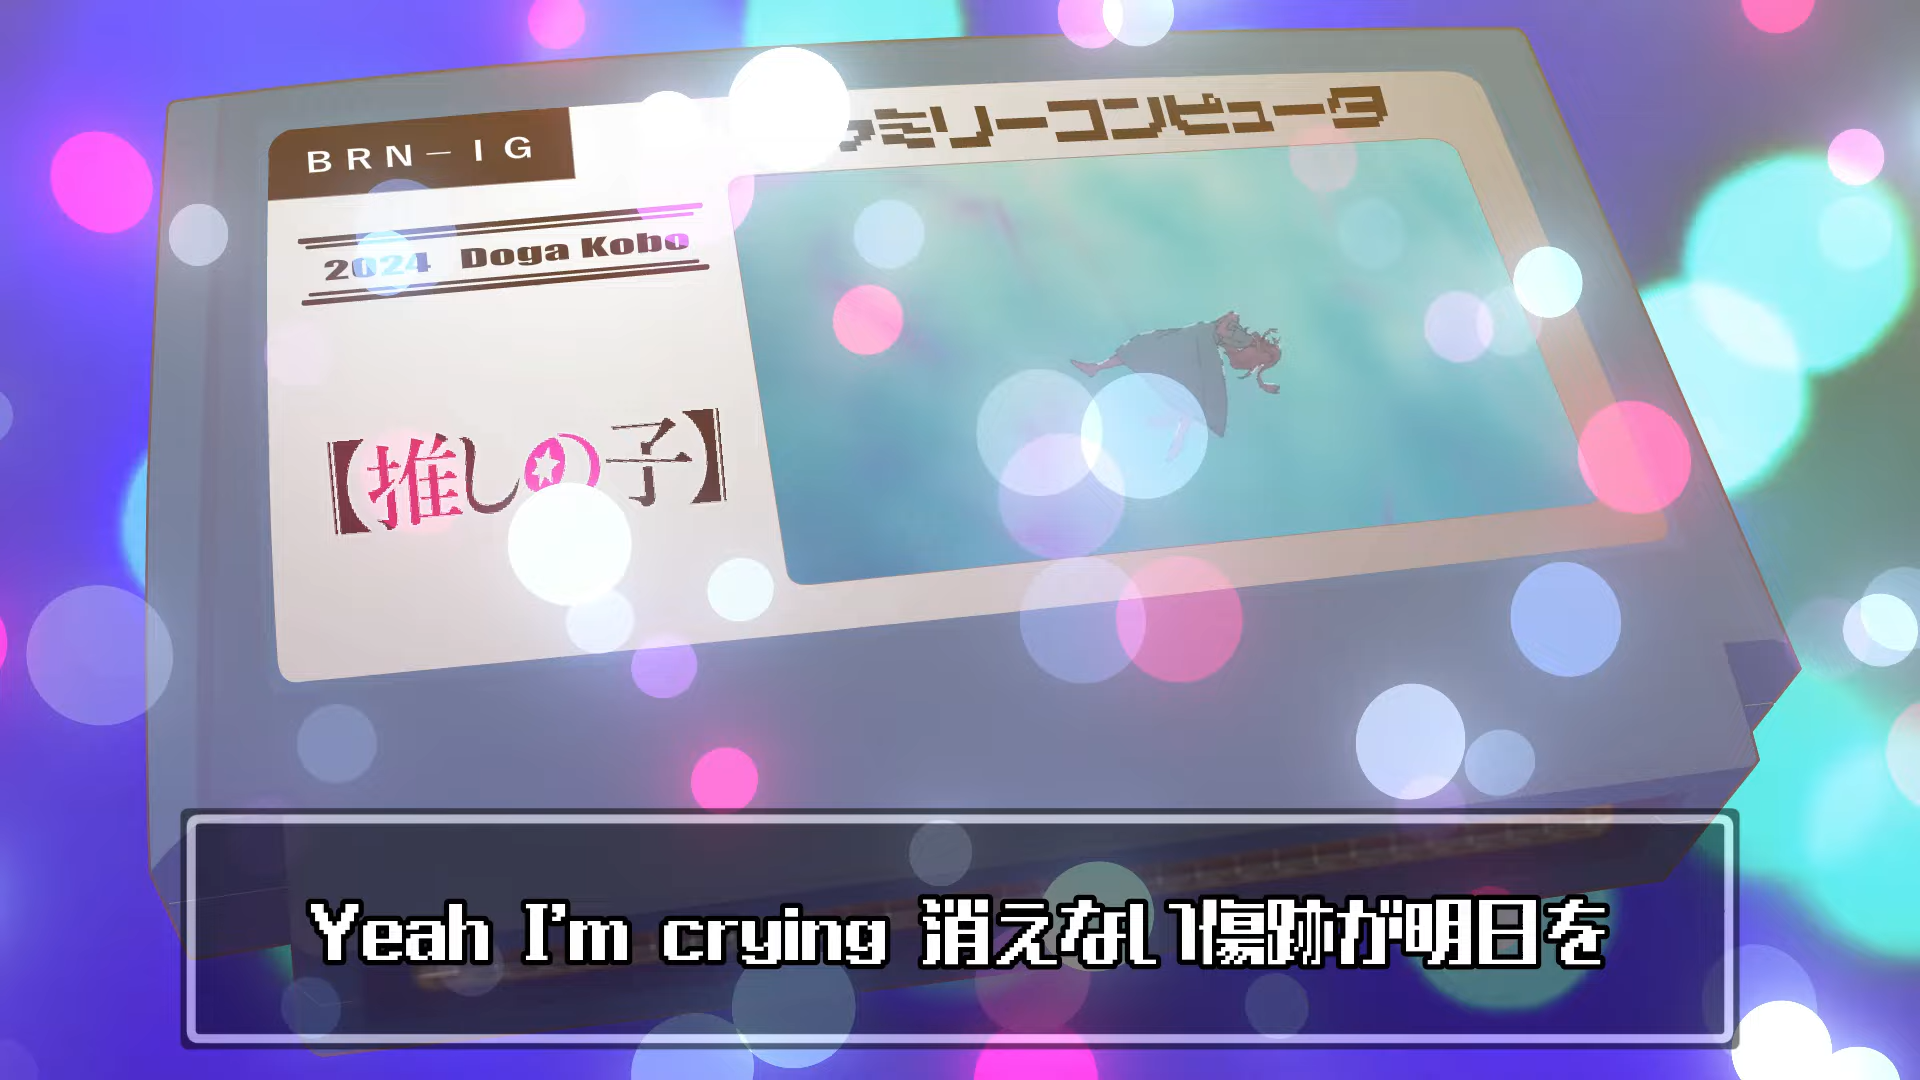 BRN-IG
ァミリーコンピュータ
2024 Doga Kobo
【推しの子】
Yeah I'm crying 消えない傷跡が明日を